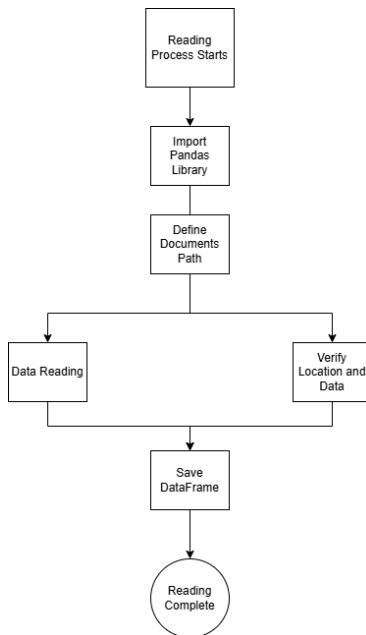 Reading
Process Starts
Import
Pandas
Library
Define
Documents
Path
Data Reading
Verify
Location and
Data
Save
DataFrame
Reading
Complete